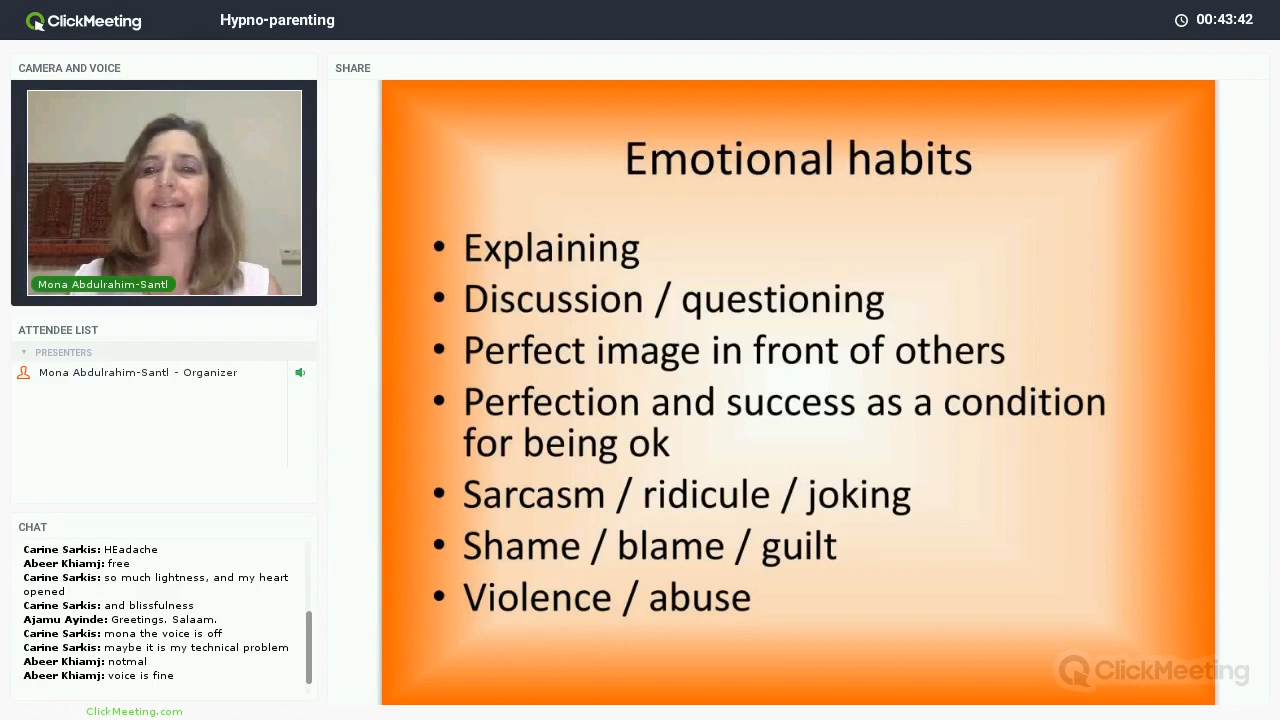 ClickMeeting
Hypno-parenting
00:43:42
CAMERA AND VOICE
Mona Abdulrahim-Santl
ATTENDEE LIST
PRESENTERS
Mona Abdulrahim-Santl - Organizer
CHAT
Carine Sarkis: HEadache
Abeer Khiamj: free
Carine Sarkis: so much lightness, and my heart
opened
Carine Sarkis: and blissfulness
Ajamu Ayinde: Greetings. Salaam.
Carine Sarkis: mona the voice is off
Carine Sarkis: maybe it is my technical problem
Abeer Khiamj: notmal
Abeer Khiamj: voice is fine
ClickMeeting.com
SHARE
Emotional habits
• Explaining
• Discussion / questioning
• Perfect image in front of others
• Perfection and success as a condition
for being ok
• Sarcasm / ridicule / joking
• Shame / blame / guilt
• Violence / abuse
ClickMeeting